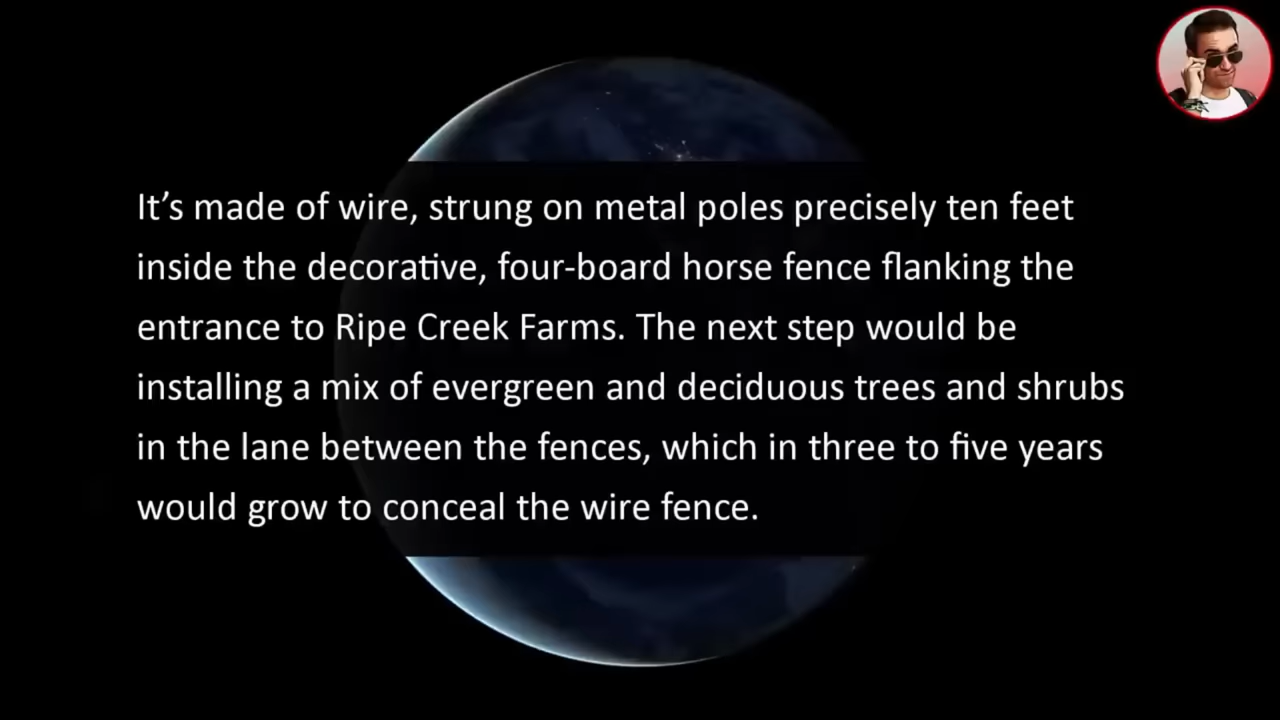 It’s made of wire, strung on metal poles precisely ten feet
inside the decorative, four-board horse fence flanking the
entrance to Ripe Creek Farms. The next step would be
installing a mix of evergreen and deciduous trees and shrubs
in the lane between the fences, which in three to five years
would grow to conceal the wire fence.